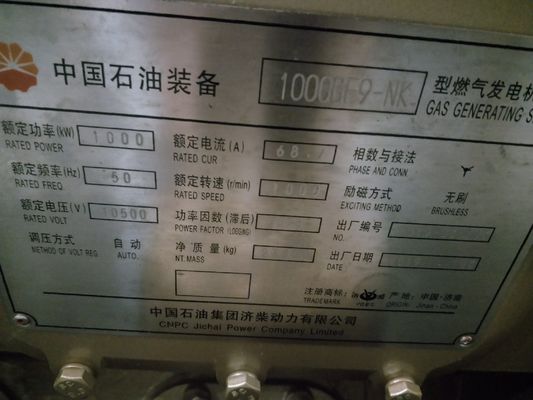 中国石油装备 型燃气发电机
GAS GENERATING S
额定功率(kW) 1000 额定电流(A) 68.7 相数与接法
RATED POWER RATED CUR PHASE AND CONN
额定频率(Hz) 50 额定转速(r/min) 励磁方式 无刷
RATED FREQ RATED SPEED EXCITING METHOD BRUSHLESS
额定电压(V) 10500 功率因数(滞后) 出厂编号
RATED VOLT POWER FACTOR (LOGGING) NO.
调压方式 自动 净 质 量 (kg) 出厂日期
METHOD OF VOLT REG AUTO. NT.MASS DATE
注册商标: 产 地: 中国·济南
TRADEMARK ORIGIN: Jinan·China
中国石油集团济柴动力有限公司
CNPC Jichai Power Company Limited